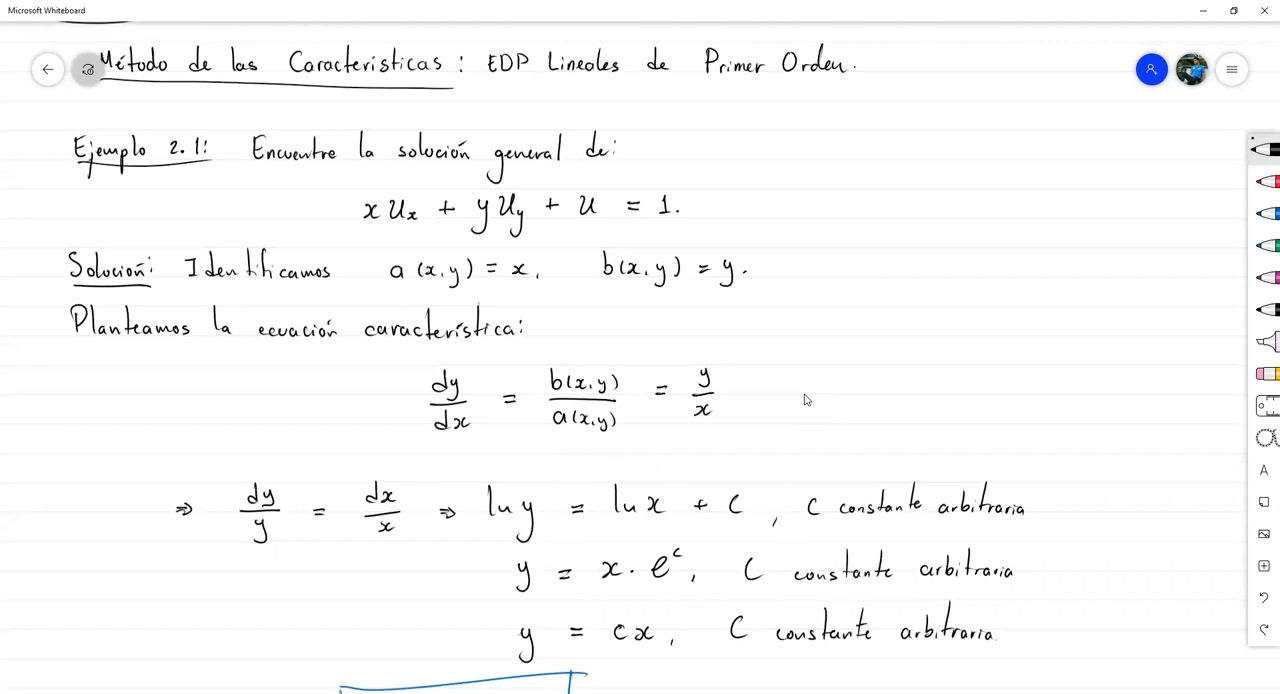 Microsoft Whiteboard
Método de las Características: EDP Lineales de Primer Orden.
Ejemplo 2.1: Encuentre la solución general de:
x Ux + y Uy + u = 1.
Solución: Identificamos a(x,y) = x, b(x,y) = y.
Planteamos la ecuación característica:
dy/dx = b(x,y)/a(x,y) = y/x
⇒ dy/y = dx/x ⇒ ln y = ln x + C, C constante arbitraria
y = x · e^c, C constante arbitraria
y = cx, C constante arbitraria.
A